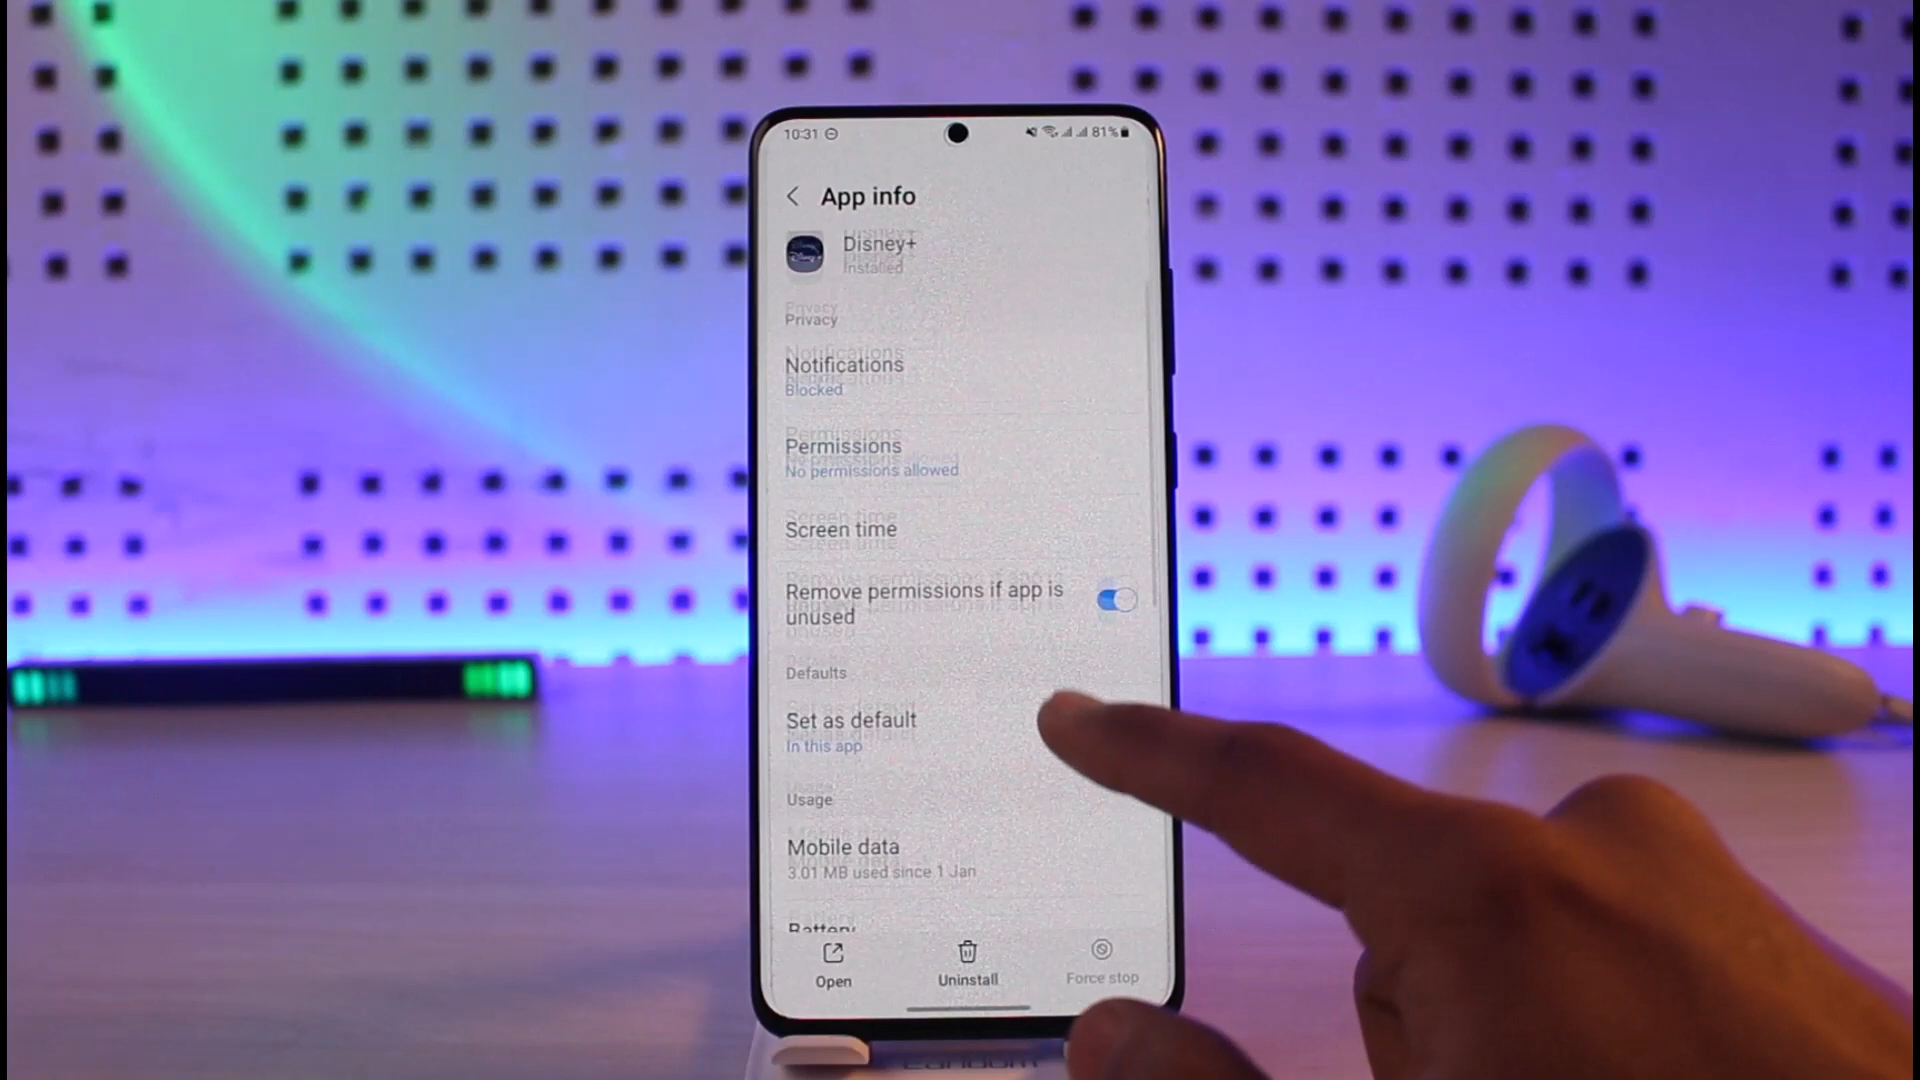 10:31
81%
App info
Disney+
Installed
Privacy
Notifications
Blocked
Permissions
No permissions allowed
Screen time
Remove permissions if app is
unused
Defaults
Set as default
In this app
Usage
Mobile data
3.01 MB used since 1 Jan
Battery
Open
Uninstall
Force stop